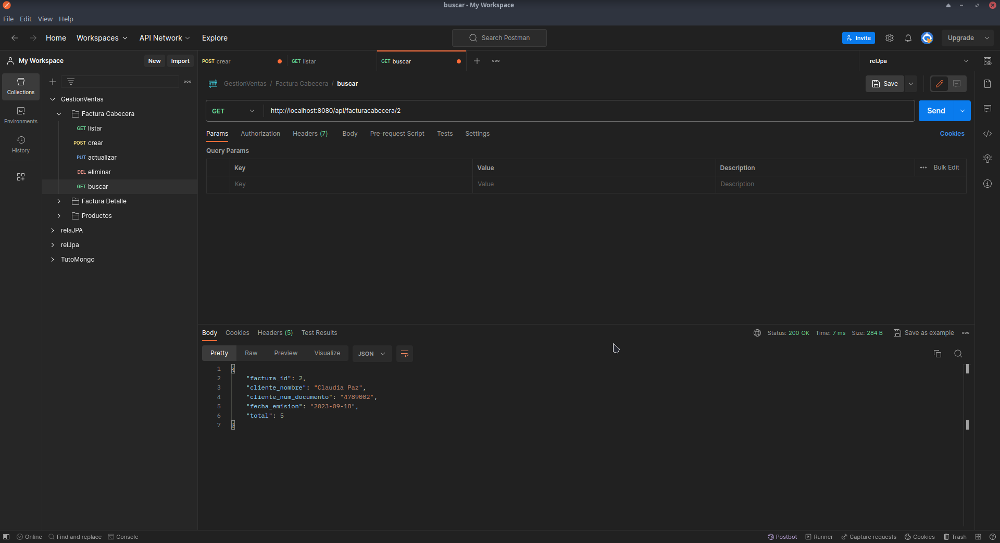 buscar - My Workspace
File Edit View Help
Home Workspaces API Network Explore
Search Postman
Invite
Upgrade
My Workspace
New Import
POST crear
GET listar
GET buscar
relJpa
Collections
Environments
History
GestionVentas
Factura Cabecera
GET listar
POST crear
PUT actualizar
DEL eliminar
GET buscar
Factura Detalle
Productos
relaJPA
relJpa
TutoMongo
HTTP GestionVentas / Factura Cabecera / buscar
Save
GET http://localhost:8080/api/facturacabecera/2
Send
Params Authorization Headers (7) Body Pre-request Script Tests Settings
Cookies
Query Params
Key Value Description Bulk Edit
Key Value Description
Body Cookies Headers (5) Test Results
Status: 200 OK Time: 7 ms Size: 284 B Save as example
Pretty Raw Preview Visualize JSON
1 {
2 "factura_id": 2,
3 "cliente_nombre": "Claudia Paz",
4 "cliente_num_documento": "4789002",
5 "fecha_emision": "2023-09-18",
6 "total": 5
7 }
Online Find and replace Console
Postbot Runner Capture requests Cookies Trash